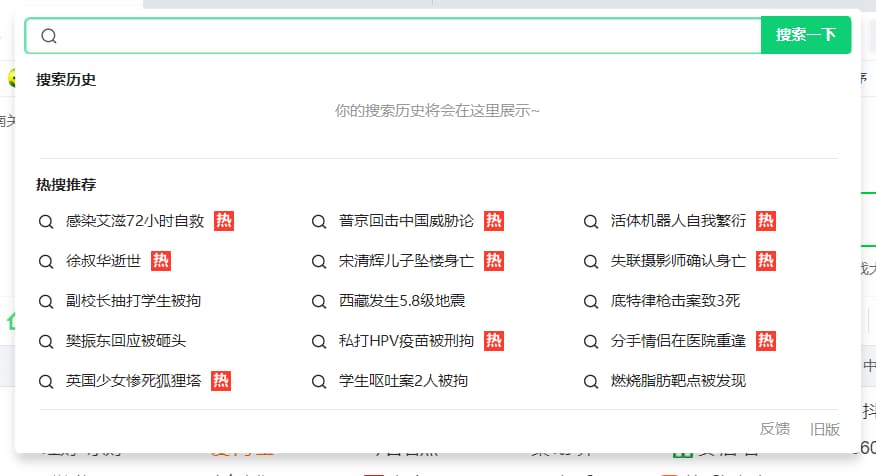 搜索一下
搜索历史
你的搜索历史将会在这里展示~
热搜推荐
感染艾滋72小时自救 热 普京回击中国威胁论 热 活体机器人自我繁衍 热
徐叔华逝世 热 宋清辉儿子坠楼身亡 热 失联摄影师确认身亡 热
副校长抽打学生被拘 西藏发生5.8级地震 底特律枪击案致3死
樊振东回应被砸头 私打HPV疫苗被刑拘 热 分手情侣在医院重逢 热
英国少女惨死狐狸塔 热 学生呕吐案2人被拘 燃烧脂肪靶点被发现
反馈 旧版